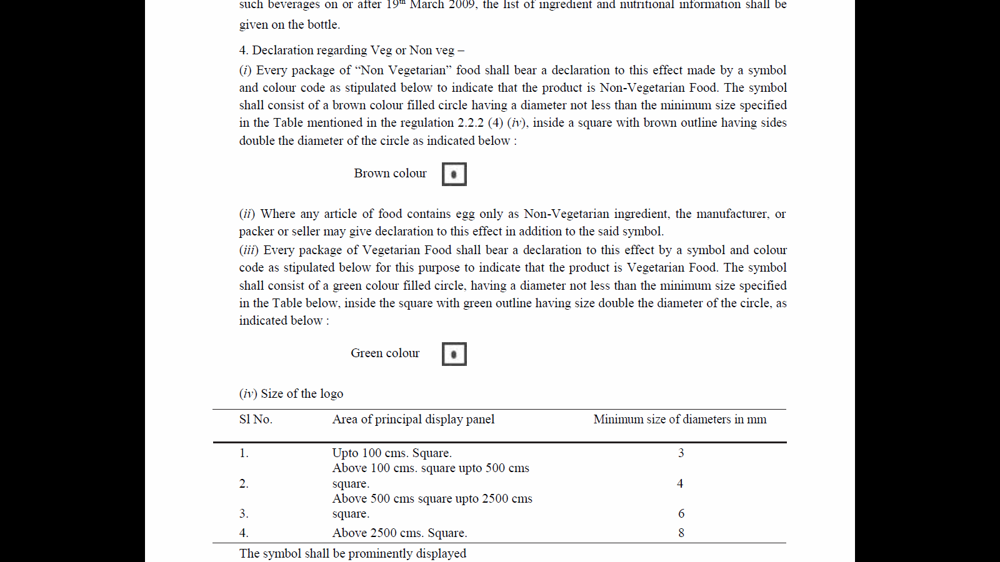 such beverages on or after 19th March 2009, the list of ingredient and nutritional information shall be
given on the bottle.
4. Declaration regarding Veg or Non veg –
(i) Every package of “Non Vegetarian” food shall bear a declaration to this effect made by a symbol
and colour code as stipulated below to indicate that the product is Non-Vegetarian Food. The symbol
shall consist of a brown colour filled circle having a diameter not less than the minimum size specified
in the Table mentioned in the regulation 2.2.2 (4) (iv), inside a square with brown outline having sides
double the diameter of the circle as indicated below :
Brown colour
(ii) Where any article of food contains egg only as Non-Vegetarian ingredient, the manufacturer, or
packer or seller may give declaration to this effect in addition to the said symbol.
(iii) Every package of Vegetarian Food shall bear a declaration to this effect by a symbol and colour
code as stipulated below for this purpose to indicate that the product is Vegetarian Food. The symbol
shall consist of a green colour filled circle, having a diameter not less than the minimum size specified
in the Table below, inside the square with green outline having size double the diameter of the circle, as
indicated below :
Green colour
(iv) Size of the logo
Sl No. Area of principal display panel Minimum size of diameters in mm
1. Upto 100 cms. Square. 3
Above 100 cms. square upto 500 cms
2. square. 4
Above 500 cms square upto 2500 cms
3. square. 6
4. Above 2500 cms. Square. 8
The symbol shall be prominently displayed